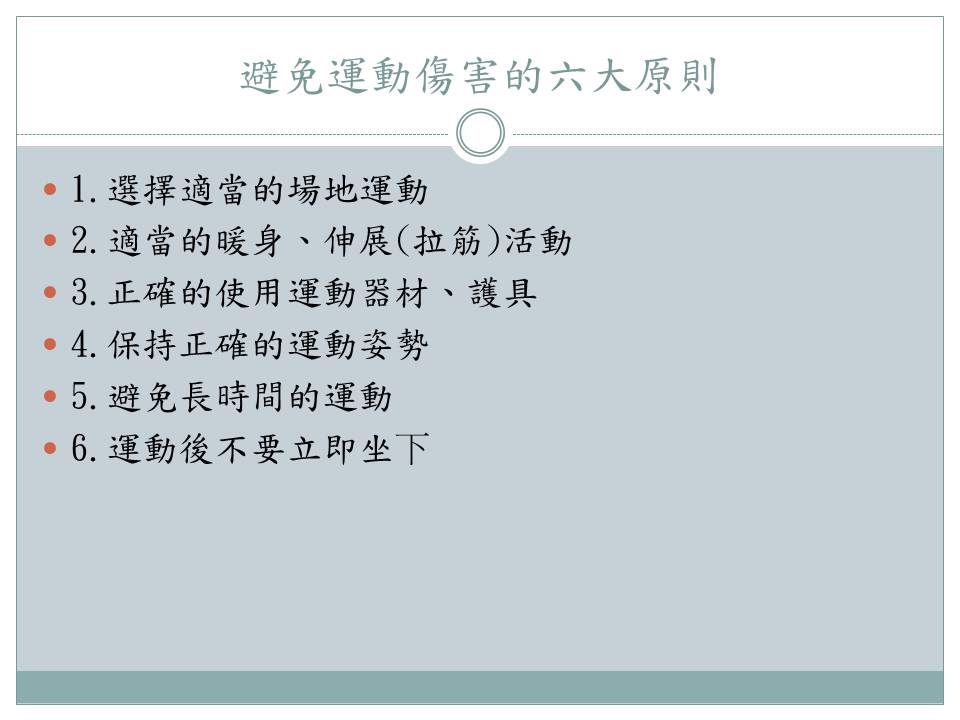 避免運動傷害的六大原則
1.選擇適當的場地運動
2.適當的暖身、伸展(拉筋)活動
3.正確的使用運動器材、護具
4.保持正確的運動姿勢
5.避免長時間的運動
6.運動後不要立即坐下